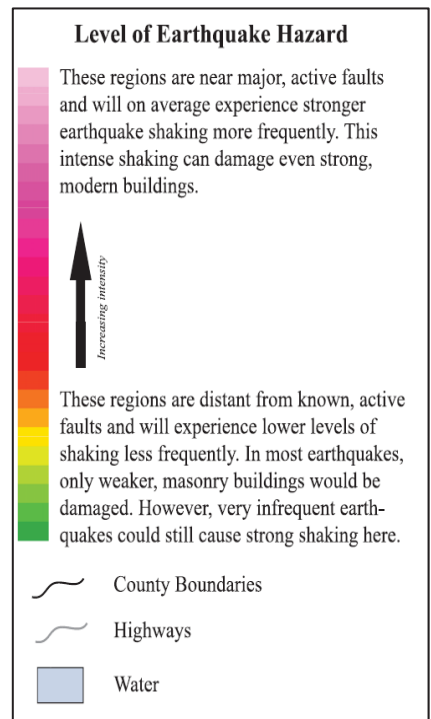 Level of Earthquake Hazard
These regions are near major, active faults
and will on average experience stronger
earthquake shaking more frequently. This
intense shaking can damage even strong,
modern buildings.
Increasing intensity
These regions are distant from known, active
faults and will experience lower levels of
shaking less frequently. In most earthquakes,
only weaker, masonry buildings would be
damaged. However, very infrequent earth-
quakes could still cause strong shaking here.
County Boundaries
Highways
Water